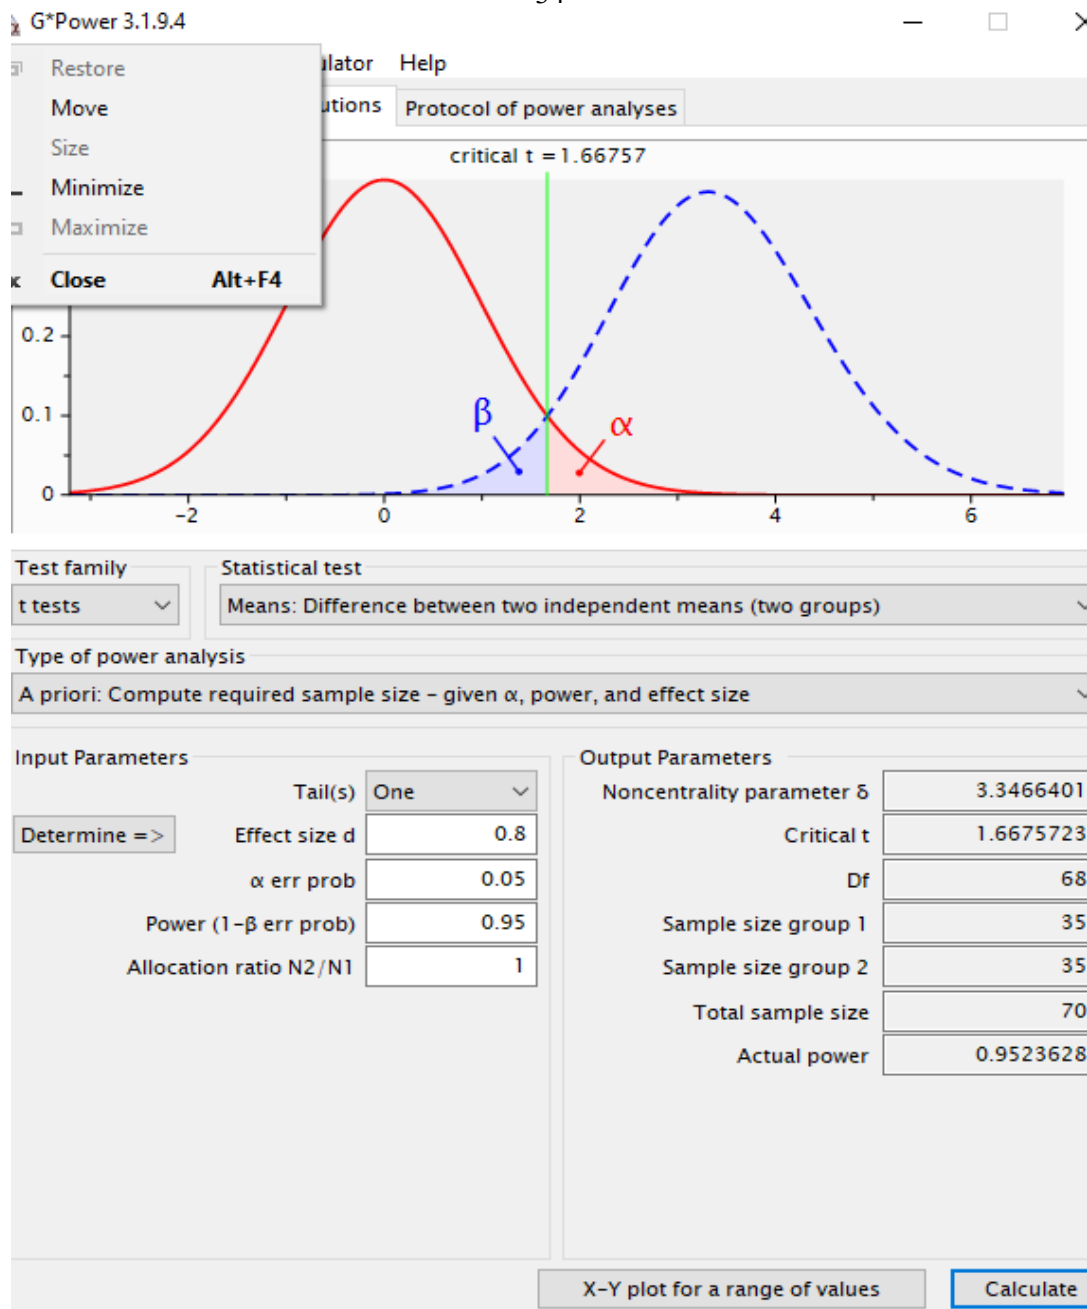 G*Power 3.1.9.4
Restore
Move
Size
Minimize
Maximize
Close Alt+F4
Help
Protocol of power analyses
critical t = 1.66757
0.2
0.1
0
β
α
-2 0 2 4 6
Test family Statistical test
t tests Means: Difference between two independent means (two groups)
Type of power analysis
A priori: Compute required sample size - given α, power, and effect size
Input Parameters Output Parameters
Tail(s) One Noncentrality parameter δ 3.3466401
Determine => Effect size d 0.8 Critical t 1.6675723
α err prob 0.05 Df 68
Power (1-β err prob) 0.95 Sample size group 1 35
Allocation ratio N2/N1 1 Sample size group 2 35
Total sample size 70
Actual power 0.9523628
X-Y plot for a range of values Calculate